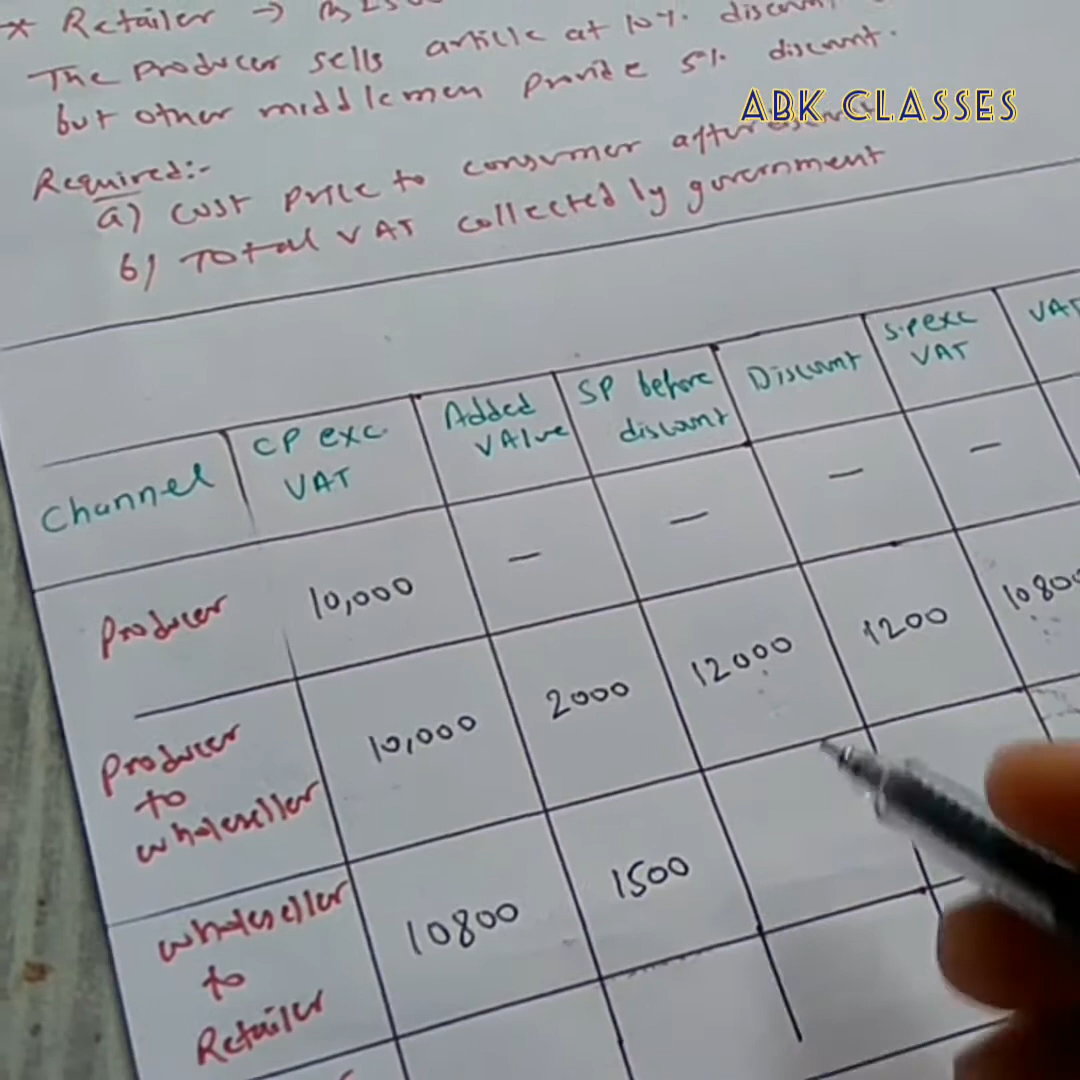 * Retailer →
The producer sells article at 10% discount
but other middlemen provide 5% discount.
ABK CLASSES
Required:-
a) cost price to consumer after
b) Total VAT collected by government
Channel
CP exc. VAT
Added VAlue
SP before discount
Discount
S.P exc VAT
VAT
Producer
10,000
—
—
—
—
Producer to wholeseller
10,000
2000
12000
1200
10800
wholeseller to Retailer
10800
1500